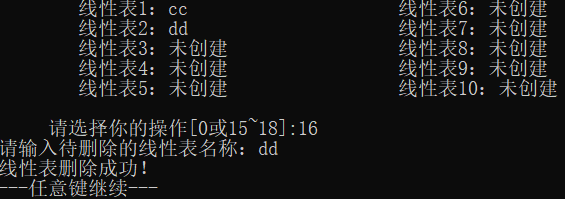 线性表1：cc 线性表6：未创建
线性表2：dd 线性表7：未创建
线性表3：未创建 线性表8：未创建
线性表4：未创建 线性表9：未创建
线性表5：未创建 线性表10：未创建
请选择你的操作[0或15~18]:16
请输入待删除的线性表名称：dd
线性表删除成功！
---任意键继续---